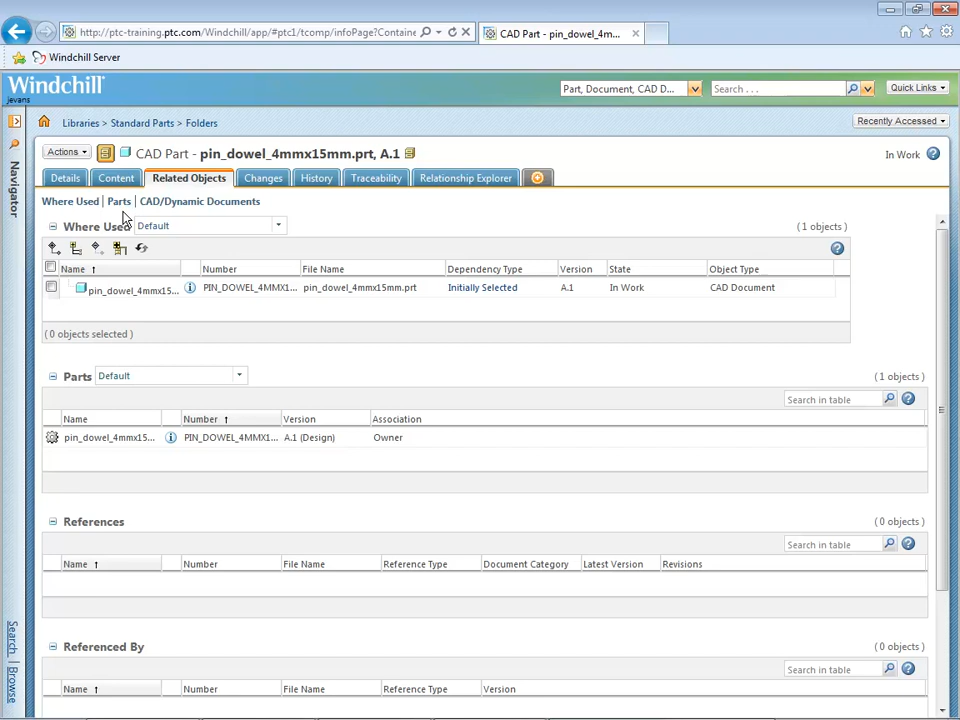 http://ptc-training.ptc.com/Windchill/app/#ptc1/tcomp/infoPage?Containe
CAD Part - pin_dowel_4m...
Windchill Server
Windchill
jevans
Part, Document, CAD D...
Search . . .
Quick Links
Libraries > Standard Parts > Folders
Recently Accessed
Actions
CAD Part - pin_dowel_4mmx15mm.prt, A.1
In Work
Navigator
Details
Content
Related Objects
Changes
History
Traceability
Relationship Explorer
Where Used | Parts | CAD/Dynamic Documents
Where Used
Default
(1 objects )
Name
Number
File Name
Dependency Type
Version
State
Object Type
pin_dowel_4mmx15...
PIN_DOWEL_4MMX1...
pin_dowel_4mmx15mm.prt
Initially Selected
A.1
In Work
CAD Document
( 0 objects selected )
Parts
Default
(1 objects )
Search in table
Name
Number
Version
Association
pin_dowel_4mmx15...
PIN_DOWEL_4MMX1...
A.1 (Design)
Owner
References
(0 objects )
Search in table
Name
Number
File Name
Reference Type
Document Category
Latest Version
Revisions
Referenced By
(0 objects )
Search in table
Name
Number
File Name
Reference Type
Version
Search | Browse